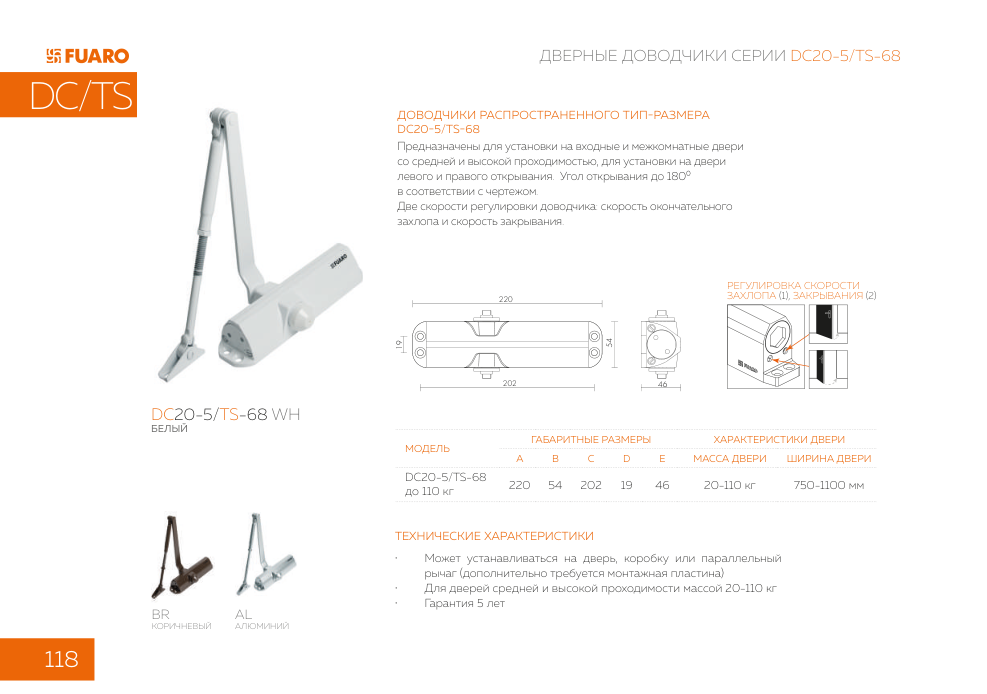 FUARO
ДВЕРНЫЕ ДОВОДЧИКИ СЕРИИ DC20-5/TS-68
DC/TS
ДОВОДЧИКИ РАСПРОСТРАНЕННОГО ТИП-РАЗМЕРА
DC20-5/TS-68
Предназначены для установки на входные и межкомнатные двери
со средней и высокой проходимостью, для установки на двери
левого и правого открывания. Угол открывания до 180º
в соответствии с чертежом.
Две скорости регулировки доводчика: скорость окончательного
захлопа и скорость закрывания.
FUARO
220
19
54
202
46
РЕГУЛИРОВКА СКОРОСТИ
ЗАХЛОПА (1), ЗАКРЫВАНИЯ (2)
FUARO
DC20-5/TS-68 WH
БЕЛЫЙ
МОДЕЛЬ ГАБАРИТНЫЕ РАЗМЕРЫ ХАРАКТЕРИСТИКИ ДВЕРИ
A B C D E МАССА ДВЕРИ ШИРИНА ДВЕРИ
DC20-5/TS-68
до 110 кг 220 54 202 19 46 20-110 кг 750-1100 мм
ТЕХНИЧЕСКИЕ ХАРАКТЕРИСТИКИ
· Может устанавливаться на дверь, коробку или параллельный
рычаг (дополнительно требуется монтажная пластина)
· Для дверей средней и высокой проходимости массой 20-110 кг
· Гарантия 5 лет
BR
КОРИЧНЕВЫЙ
AL
АЛЮМИНИЙ
118